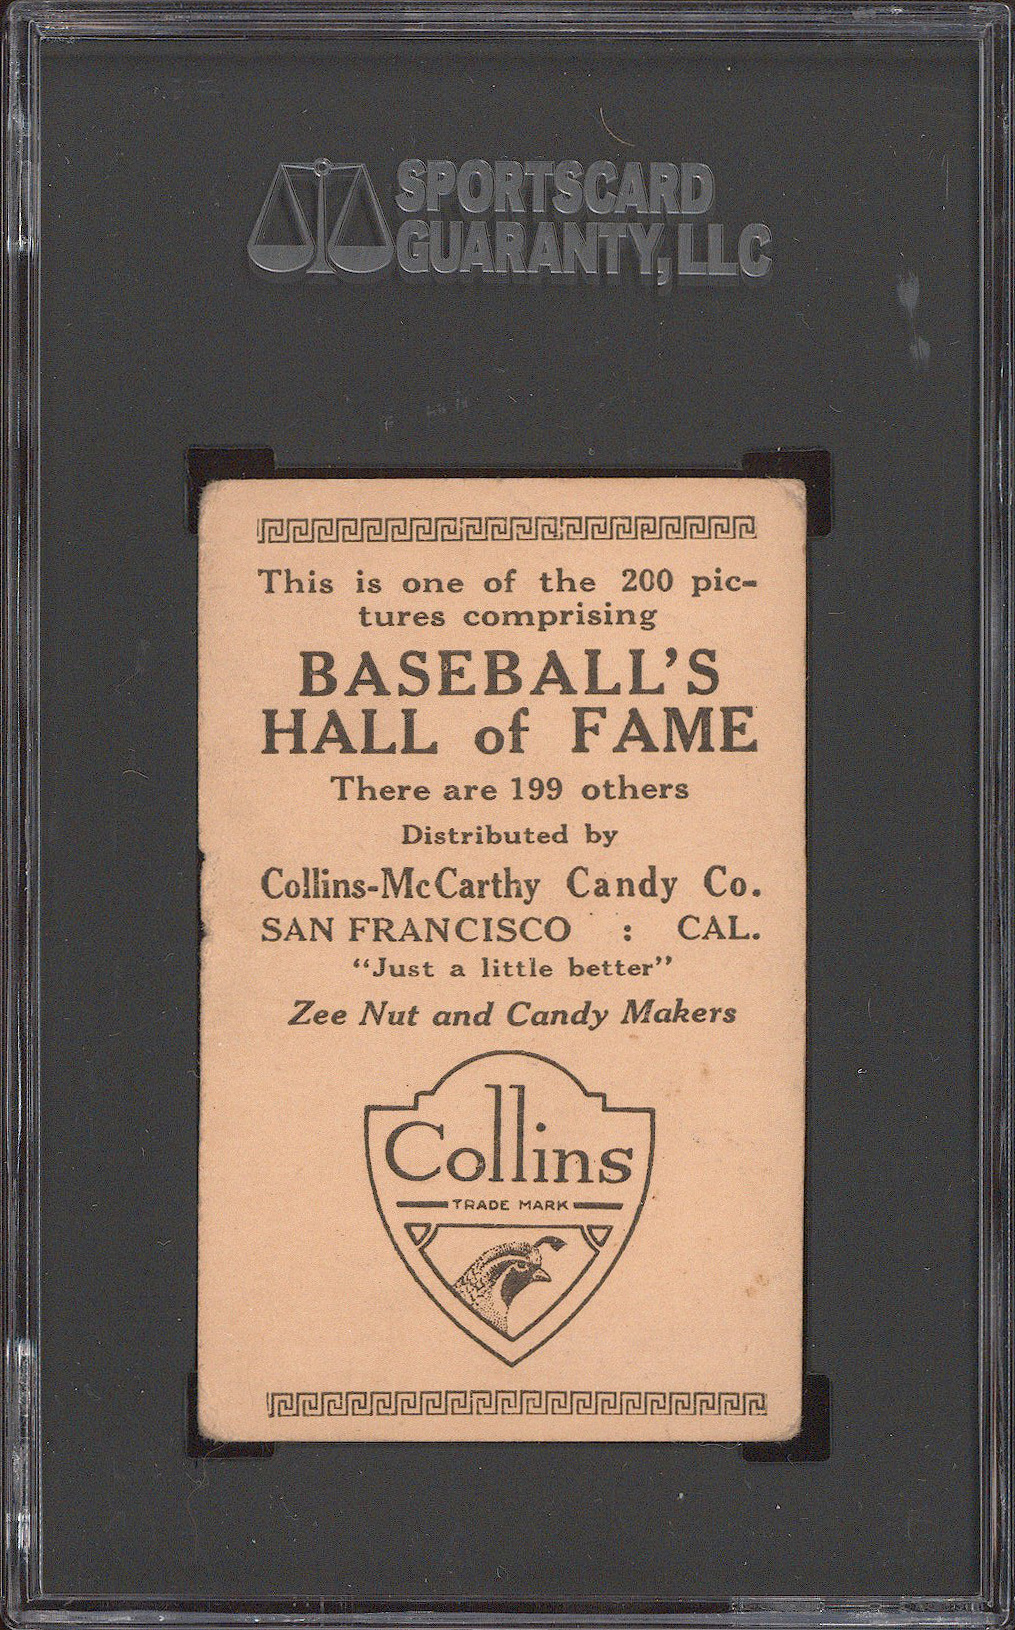 SPORTSCARD
GUARANTY, LLC
This is one of the 200 pic-
tures comprising
BASEBALL'S
HALL of FAME
There are 199 others
Distributed by
Collins-McCarthy Candy Co.
SAN FRANCISCO : CAL.
"Just a little better"
Zee Nut and Candy Makers
Collins
TRADE MARK